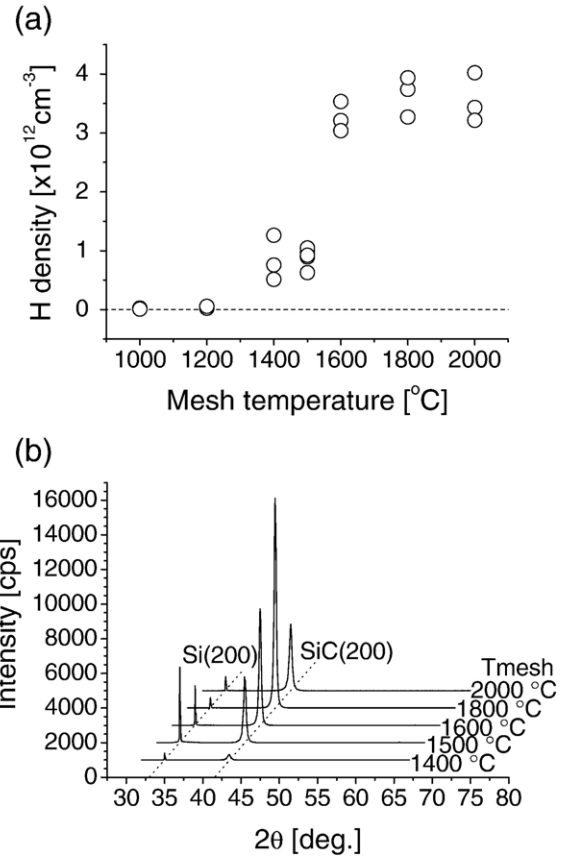 (a)
H density [x10¹²cm⁻³]
4
3
2
1
0
1000 1200 1400 1600 1800 2000
Mesh temperature [°C]
(b)
Intensity [cps]
16000
14000
12000
10000
8000
6000
4000
2000
0
Si(200)
SiC(200)
Tmesh
2000 °C
1800 °C
1600 °C
1500 °C
1400 °C
30 35 40 45 50 55 60 65 70 75 80
2θ [deg.]